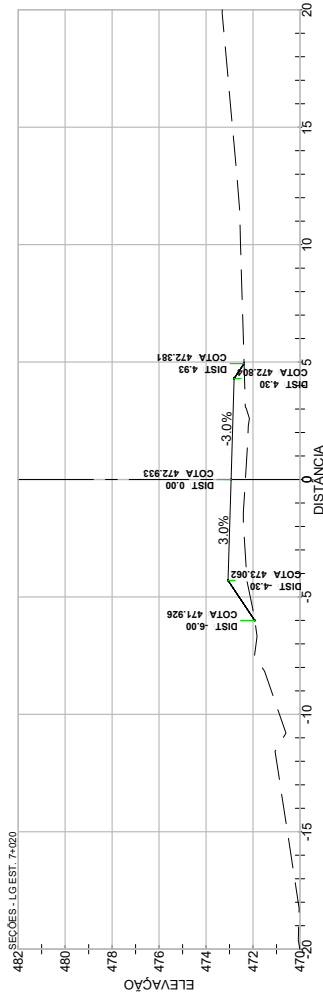 SEÇÕES - LG EST. 7+020
482
480
478
476
474
472
470
ELEVAÇÃO
COTA 471.926
DIST -6.00
COTA 473.062
DIST -4.30
3.0%
COTA 472.933
DIST 0.00
-3.0%
COTA 472.381
DIST 4.93
COTA 472.804
DIST 4.30
-20
-15
-10
-5
0
5
10
15
20
DISTÂNCIA